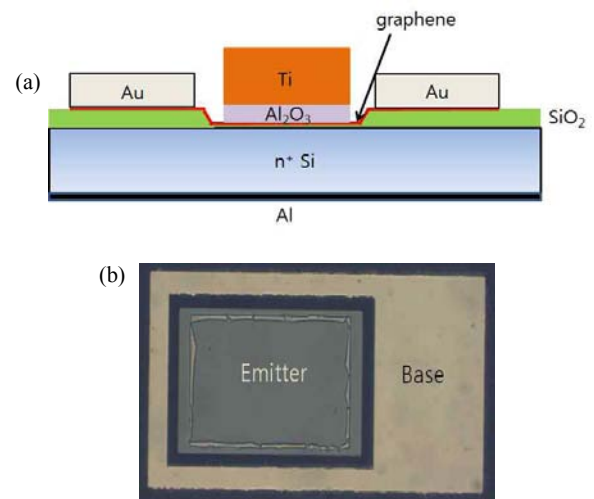 graphene
(a)
Ti
Au
Au
Al₂O₃
SiO₂
n⁺ Si
Al
(b)
Emitter
Base